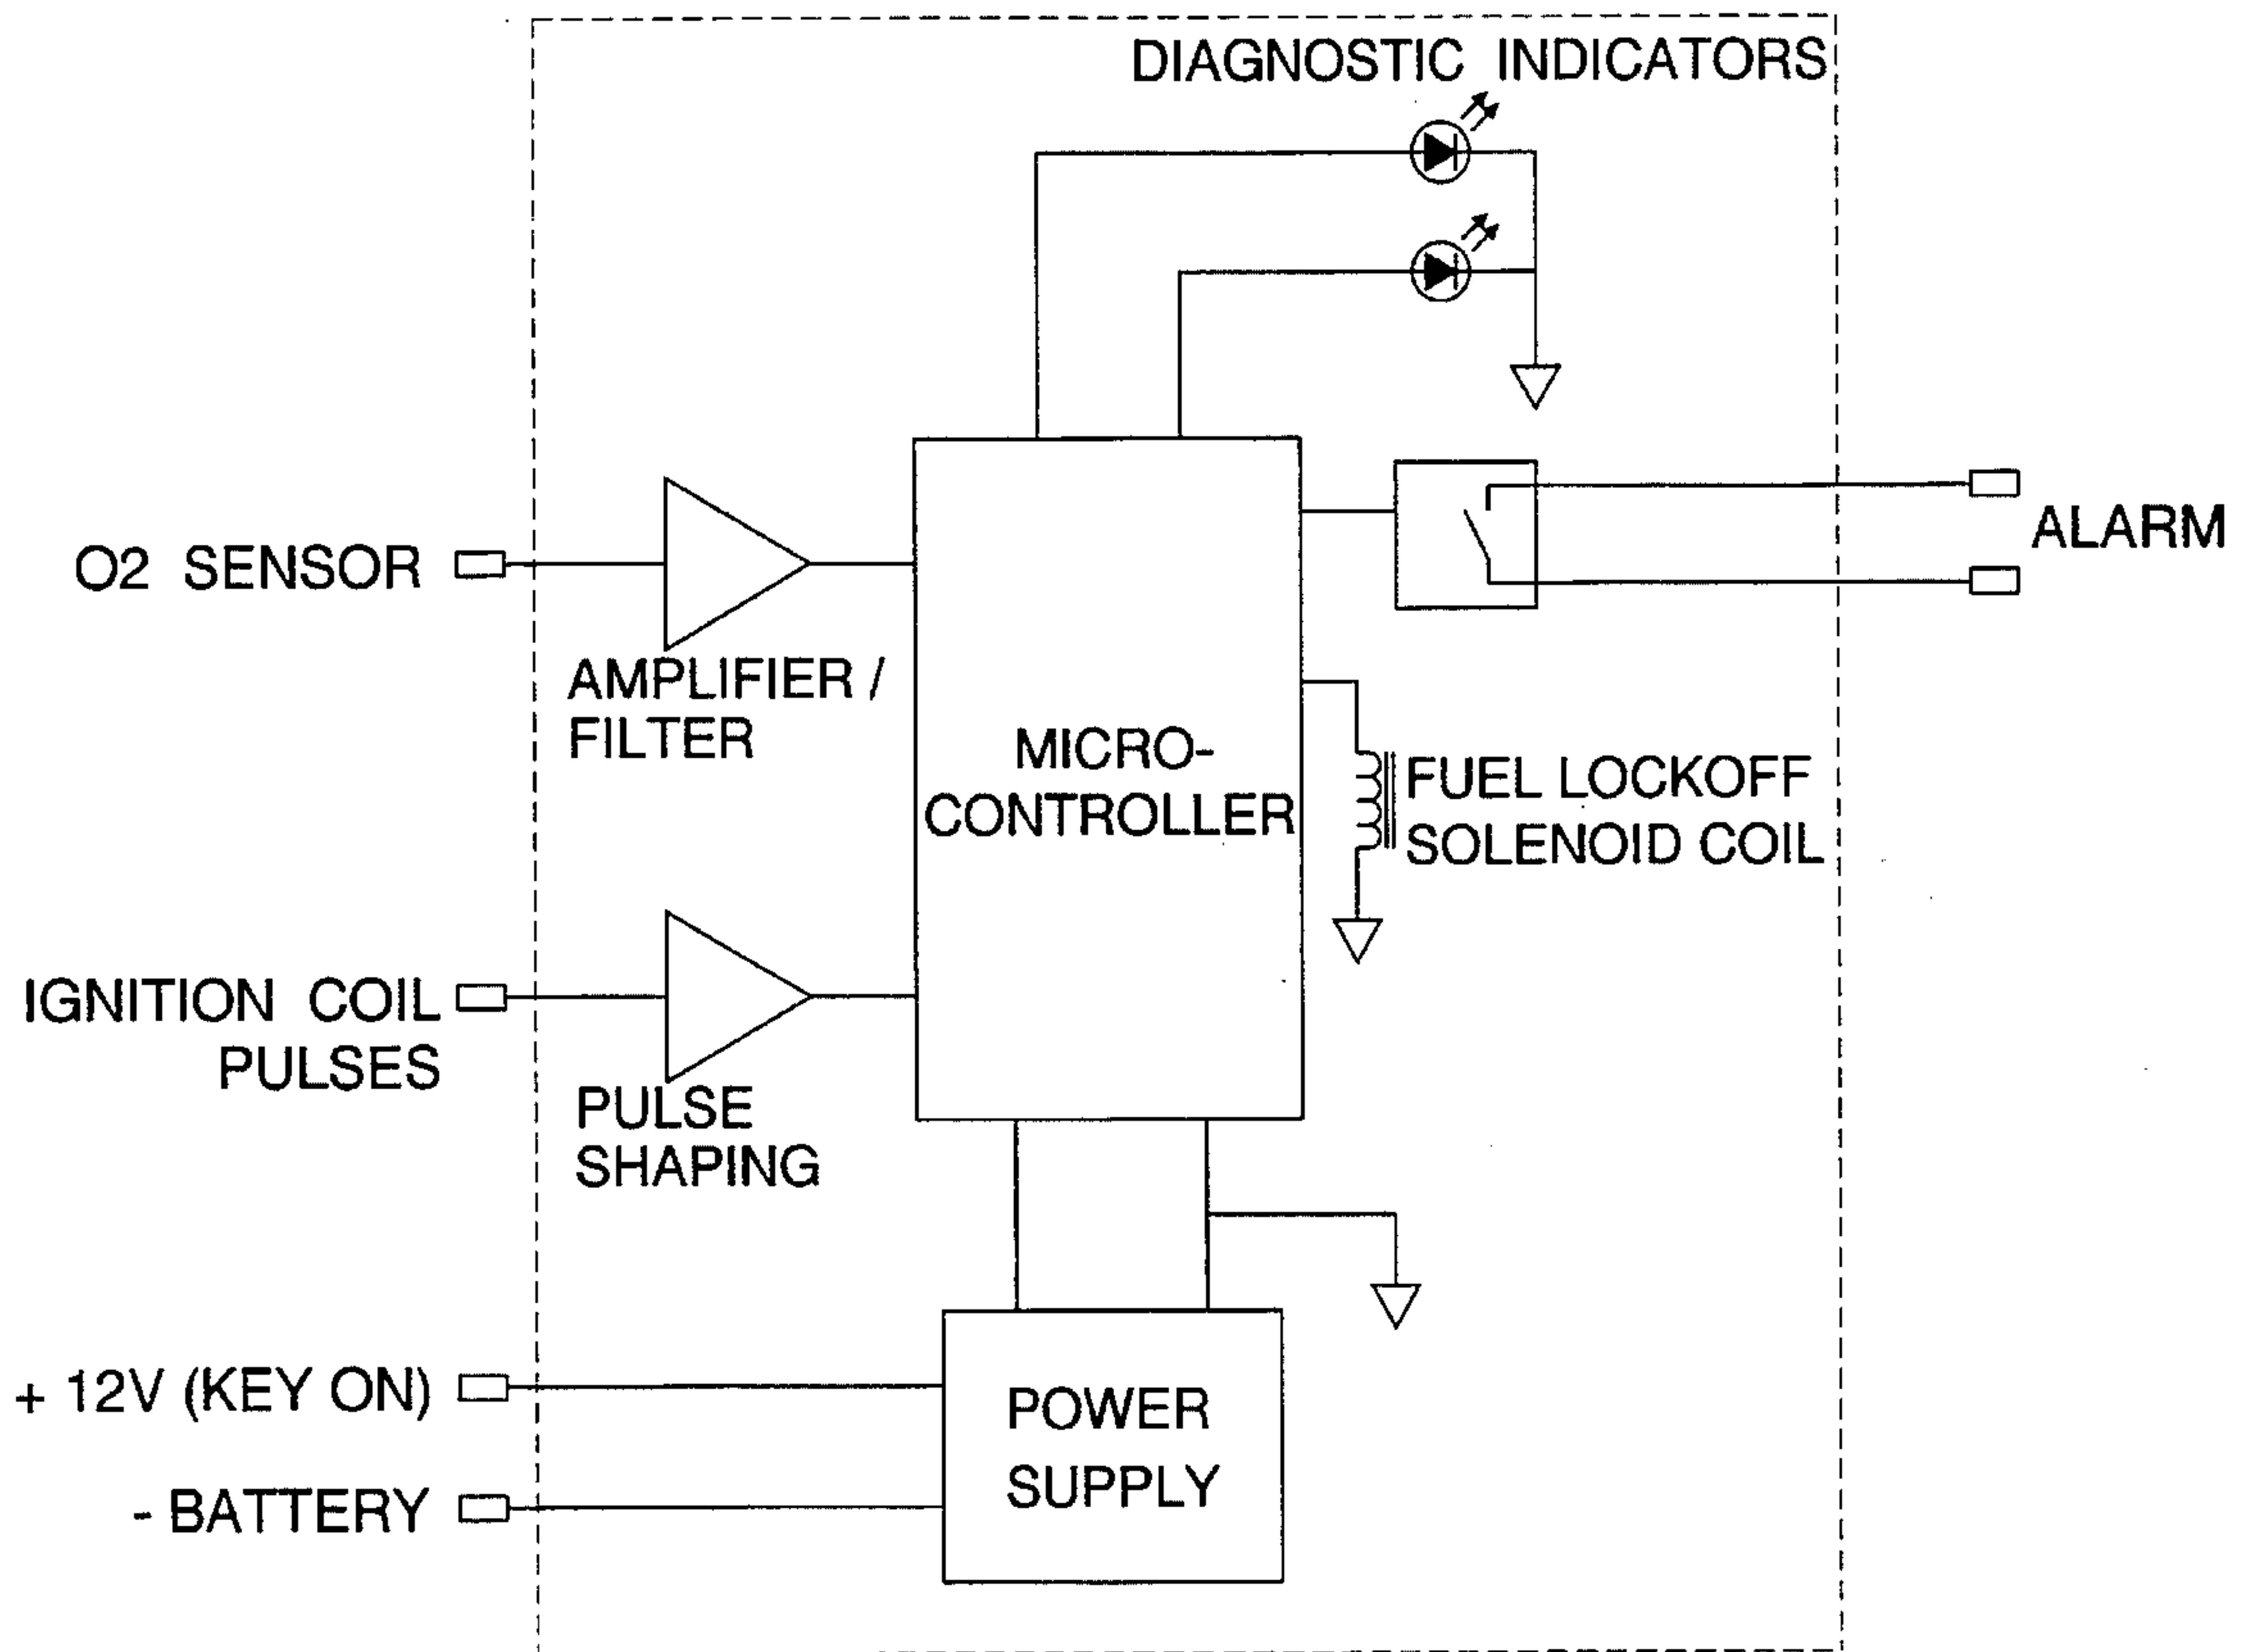 DIAGNOSTIC INDICATORS
O2 SENSOR
AMPLIFIER /
FILTER
ALARM
MICRO-
CONTROLLER
FUEL LOCKOFF
SOLENOID COIL
IGNITION COIL
PULSES
PULSE
SHAPING
+ 12V (KEY ON)
- BATTERY
POWER
SUPPLY